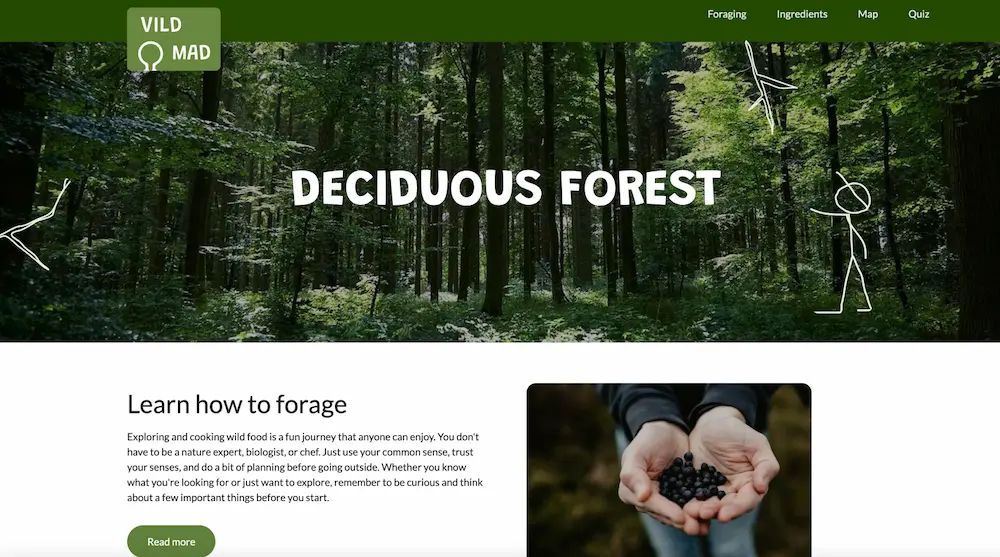 VILD
MAD
Foraging Ingredients Map Quiz
DECIDUOUS FOREST
Learn how to forage
Exploring and cooking wild food is a fun journey that anyone can enjoy. You don't
have to be a nature expert, biologist, or chef. Just use your common sense, trust
your senses, and do a bit of planning before going outside. Whether you know
what you're looking for or just want to explore, remember to be curious and think
about a few important things before you start.
Read more